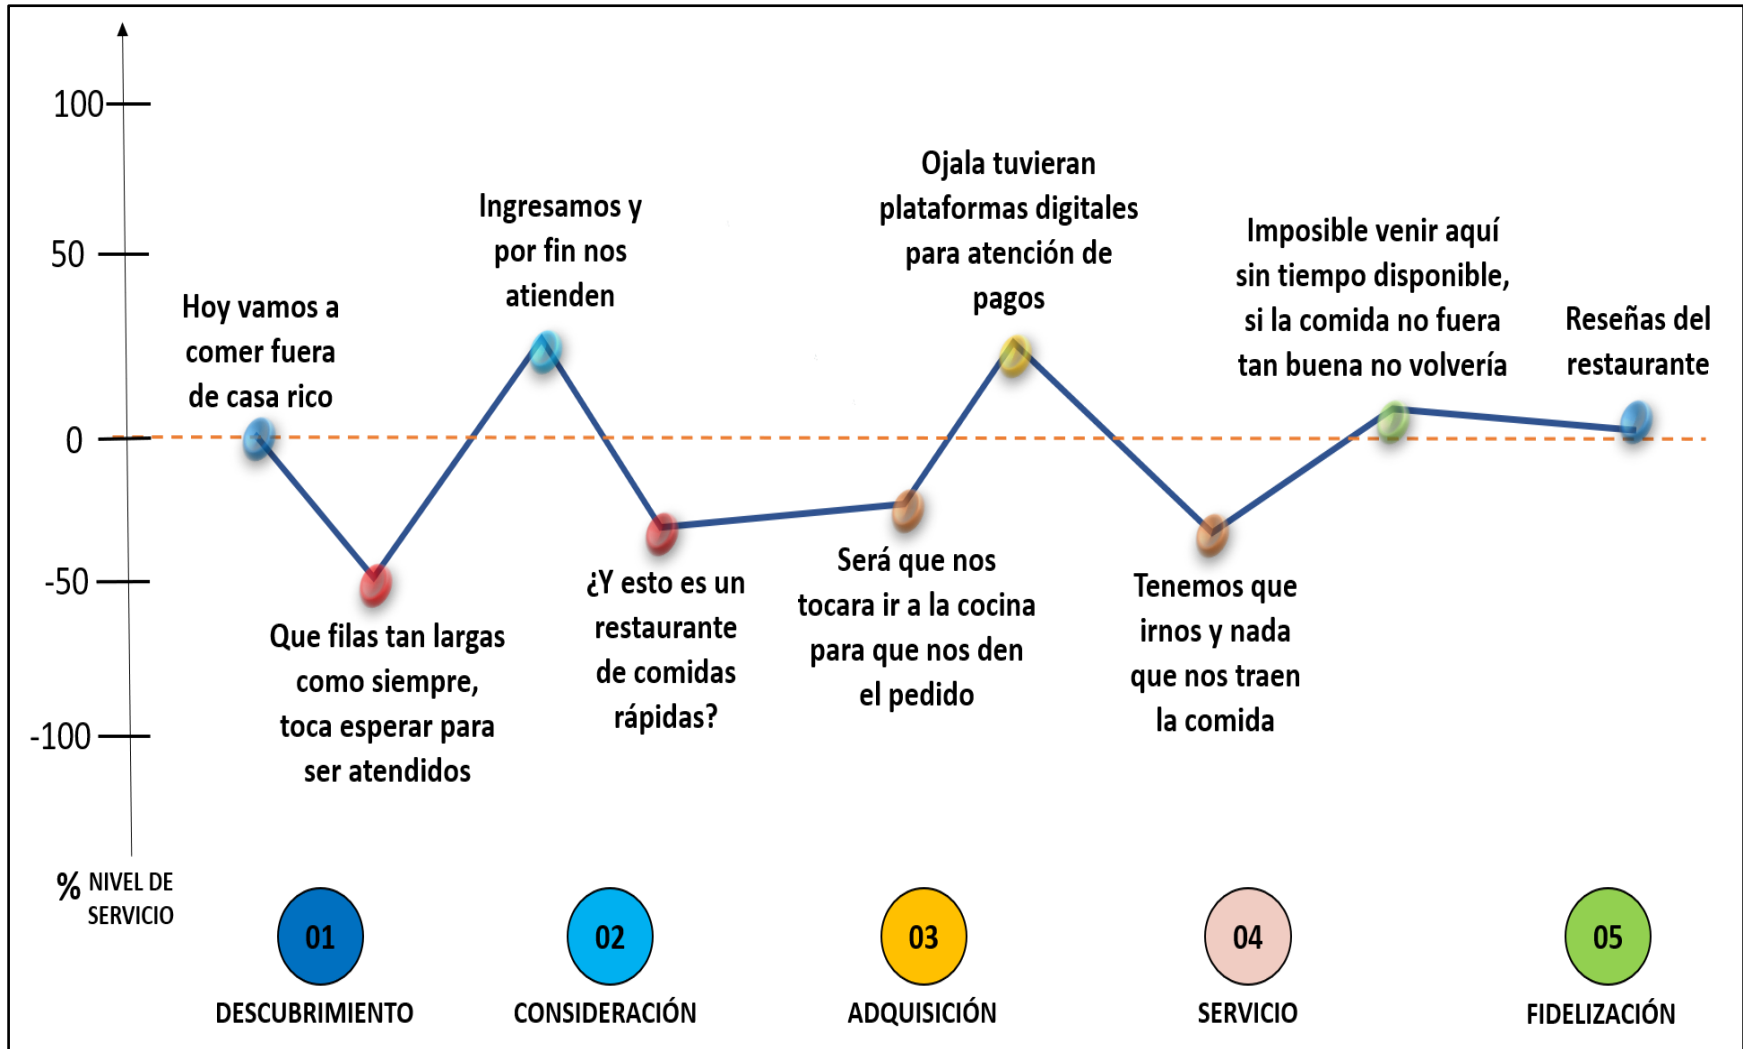 100
50
0
-50
-100
% NIVEL DE
SERVICIO
Hoy vamos a
comer fuera
de casa rico
Que filas tan largas
como siempre,
toca esperar para
ser atendidos
Ingresamos y
por fin nos
atienden
¿Y esto es un
restaurante
de comidas
rápidas?
Será que nos
tocara ir a la cocina
para que nos den
el pedido
Ojala tuvieran
plataformas digitales
para atención de
pagos
Tenemos que
irnos y nada
que nos traen
la comida
Imposible venir aquí
sin tiempo disponible,
si la comida no fuera
tan buena no volvería
Reseñas del
restaurante
01
DESCUBRIMIENTO
02
CONSIDERACIÓN
03
ADQUISICIÓN
04
SERVICIO
05
FIDELIZACIÓN